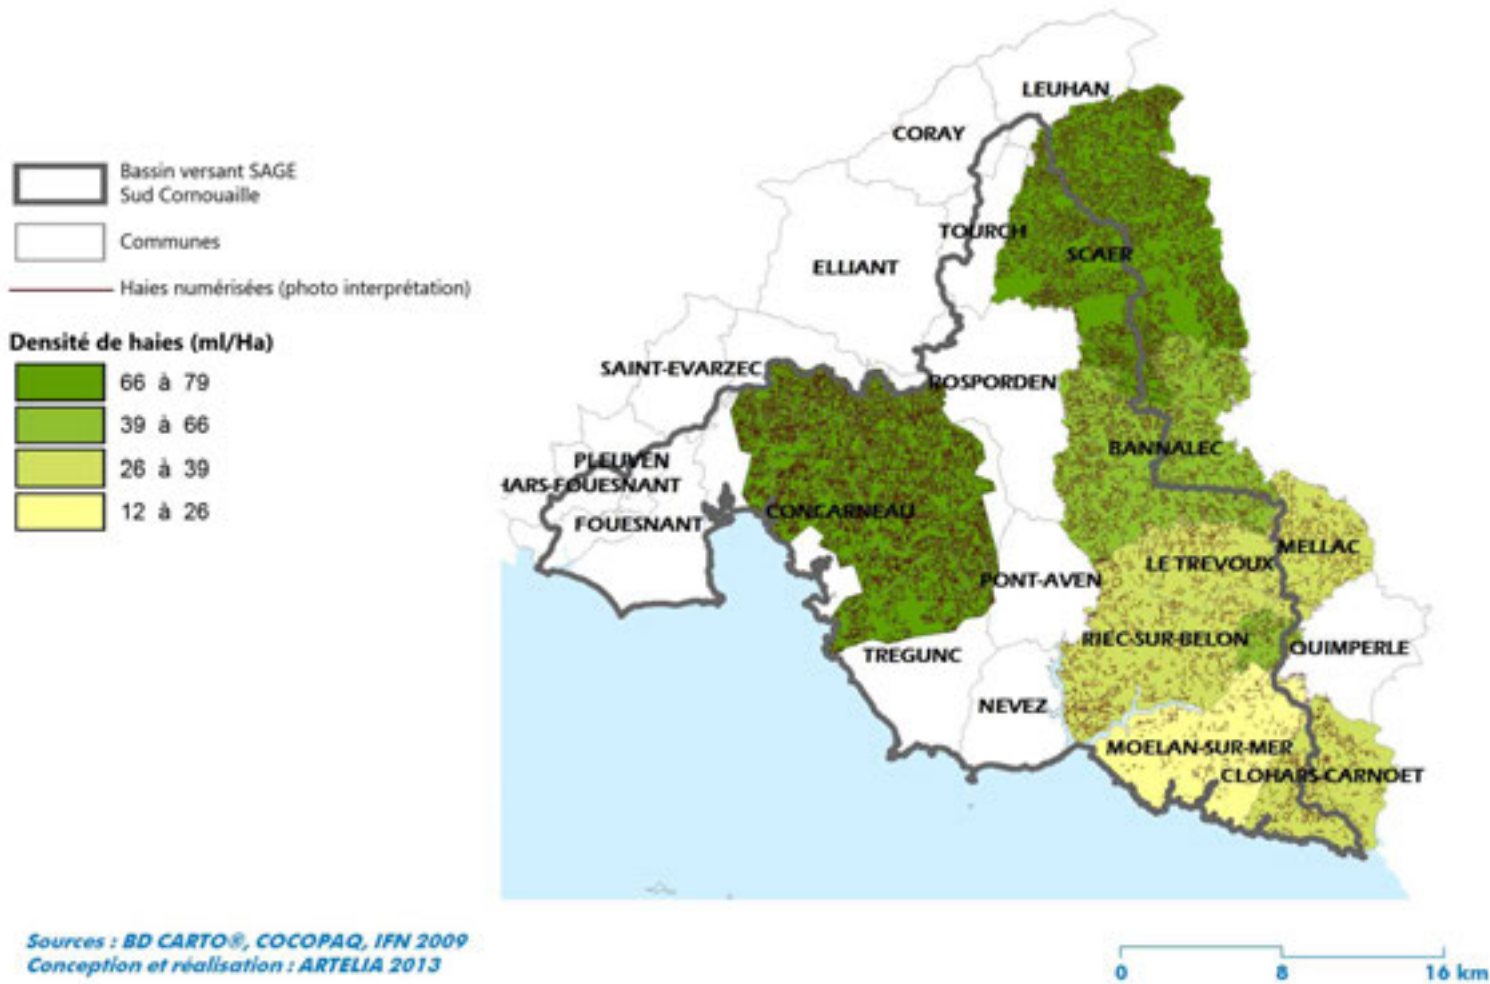 LEUHAN
CORAY
Bassin versant SAGE
Sud Cornouaille
TOURCH
Communes
SCAER
ELLIANT
Haies numérisées (photo interprétation)
Densité de haies (ml/Ha)
SAINT-EVARZEC
66 à 79
ROSPORDEN
39 à 66
BANNALEC
PLEUVEN
26 à 39
HARS-FOUESNANT
12 à 26
CONCARNEAU
FOUESNANT
MELLAC
LE TREVOUX
PONT-AVEN
RIEC-SUR-BELON
QUIMPERLE
TREGUNC
NEVEZ
MOELAN-SUR-MER
CLOHARS-CARNOET
Sources : BD CARTO®, COCOPAQ, IFN 2009
Conception et réalisation : ARTELIA 2013
0 8 16 km